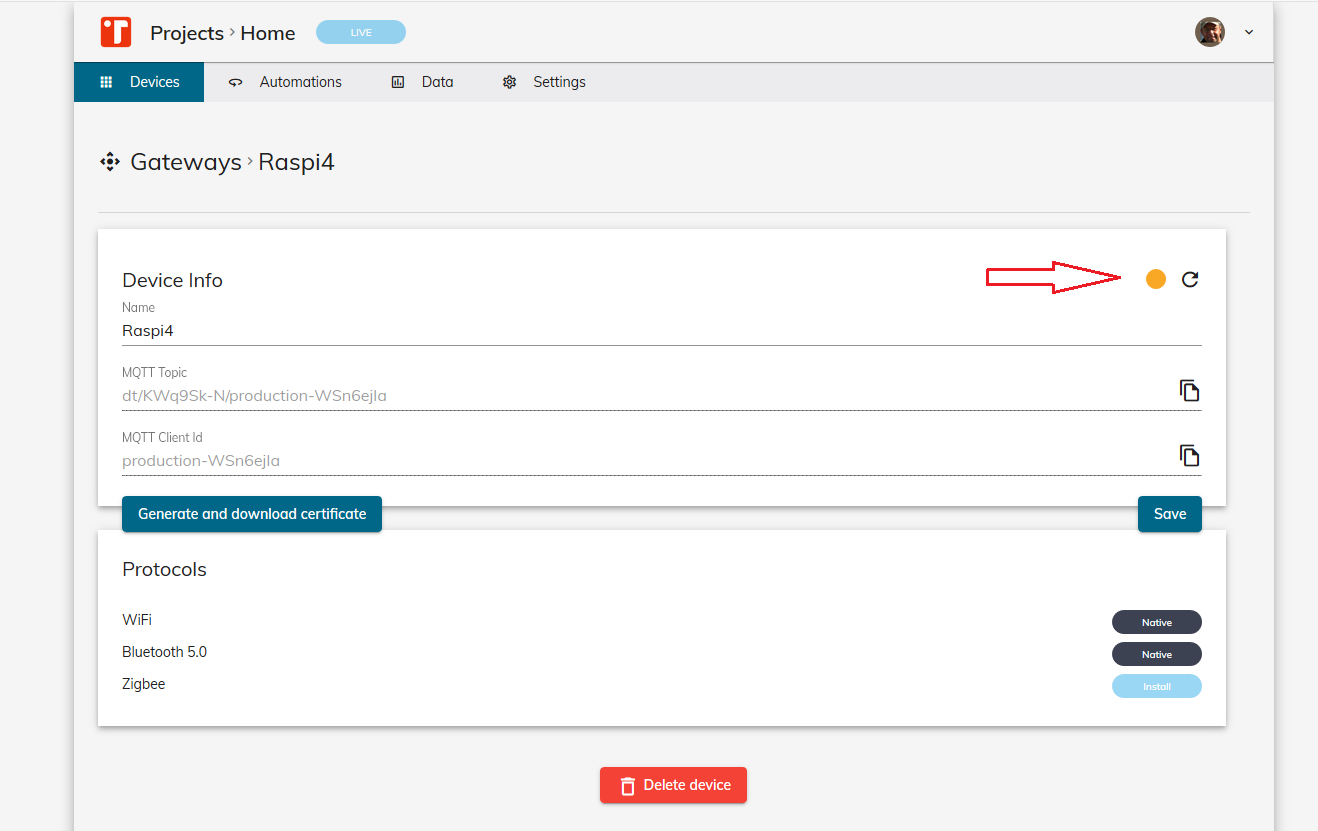 Projects › Home LIVE
Devices Automations Data Settings
Gateways › Raspi4
Device Info
Name
Raspi4
MQTT Topic
dt/KWq9Sk-N/production-WSn6ejIa
MQTT Client Id
production-WSn6ejIa
Generate and download certificate Save
Protocols
WiFi Native
Bluetooth 5.0 Native
Zigbee Install
Delete device